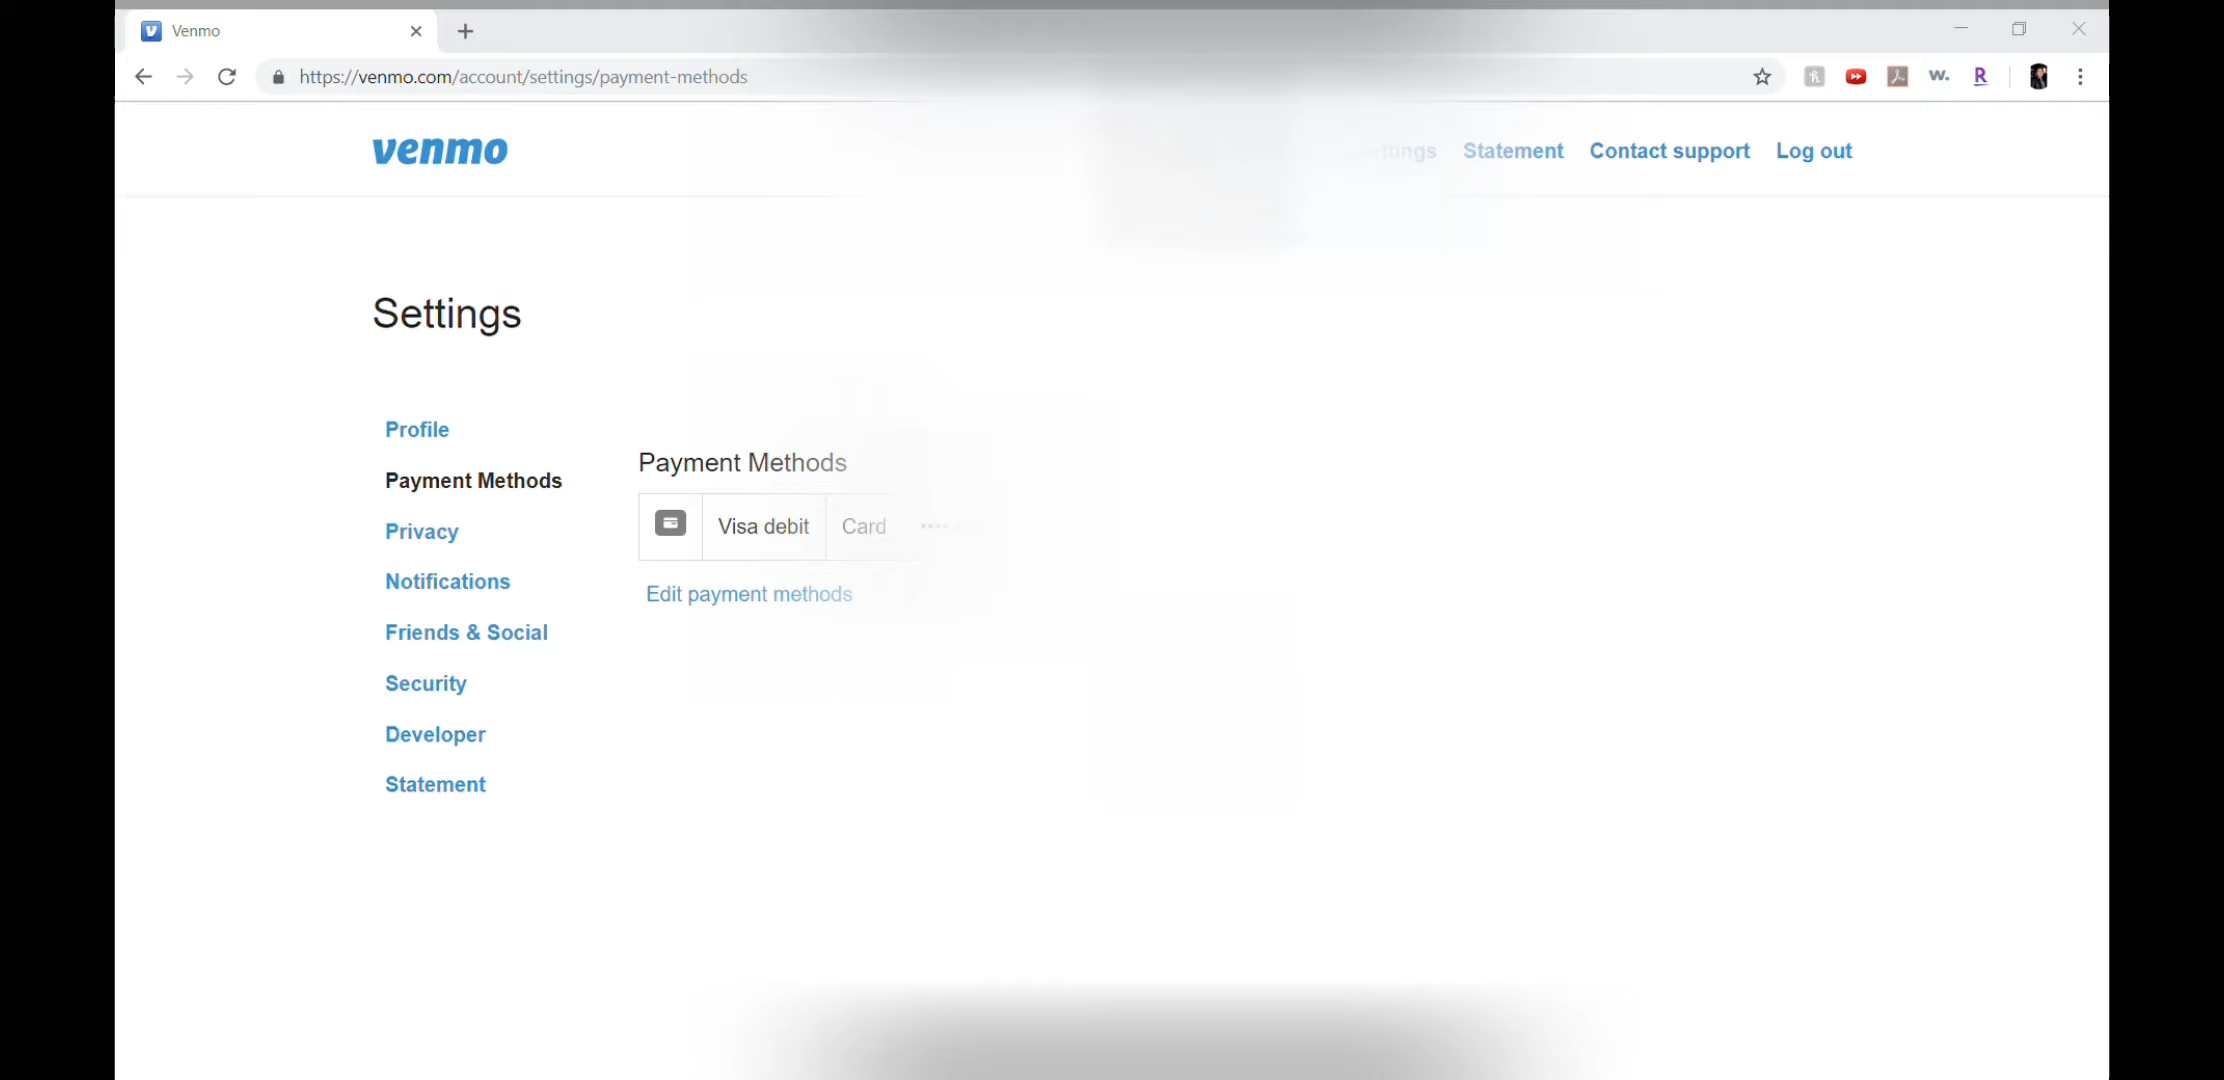 Venmo
https://venmo.com/account/settings/payment-methods
w.
R
venmo
Statement Contact support Log out
Settings
Profile
Payment Methods
Privacy
Notifications
Friends & Social
Security
Developer
Statement
Payment Methods
Visa debit Card ····
Edit payment methods